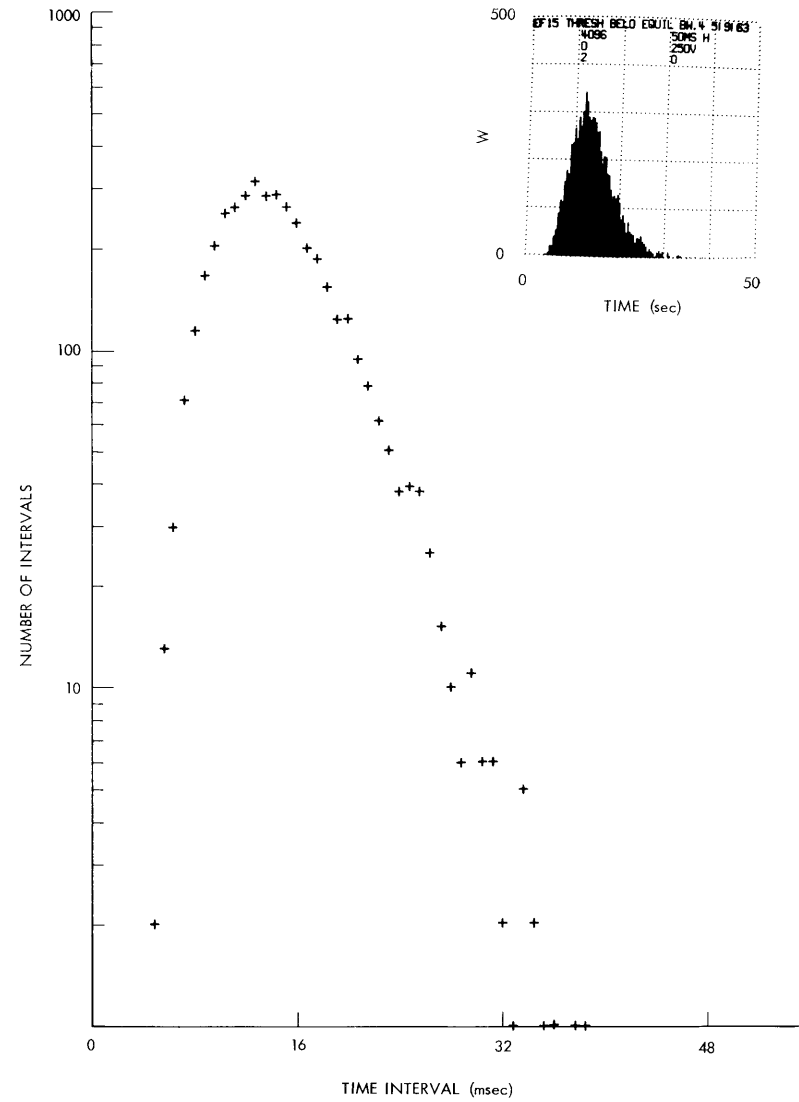 1000
100
10
NUMBER OF INTERVALS
0 16 32 48
TIME INTERVAL (msec)
500
W
0
0 50
TIME (sec)
EF15 THRESH BELO EQUIL BW.4 5/9/63
4096 50MS H
0 250V
2 0